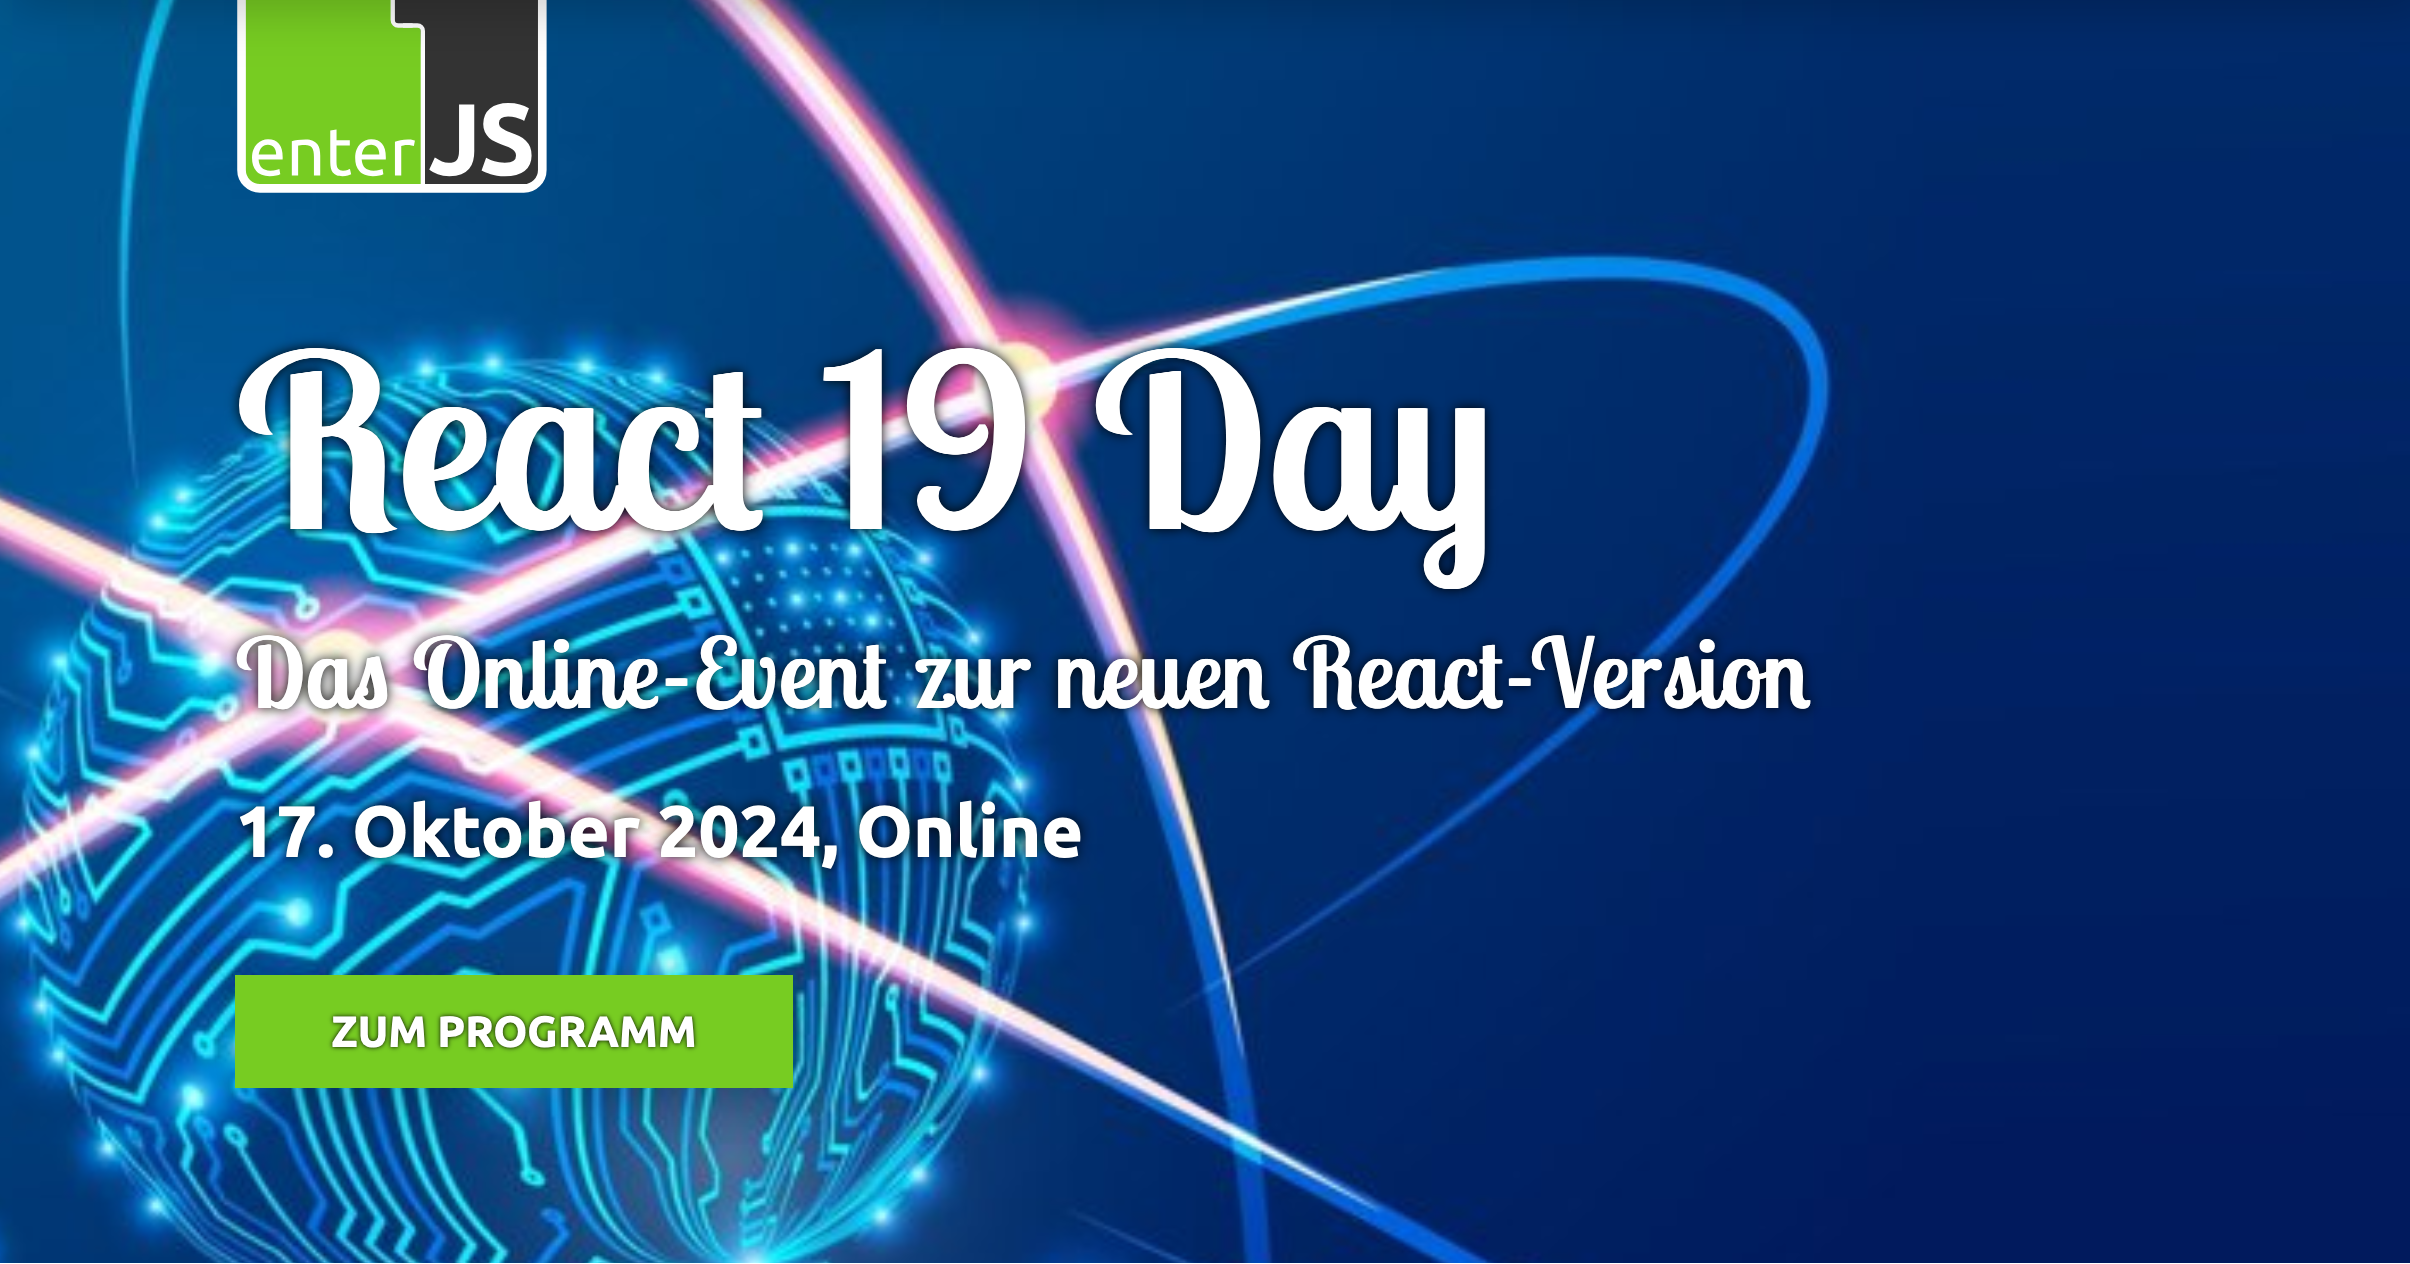 enter JS
React 19 Day
Das Online-Event zur neuen React-Version
17. Oktober 2024, Online
ZUM PROGRAMM